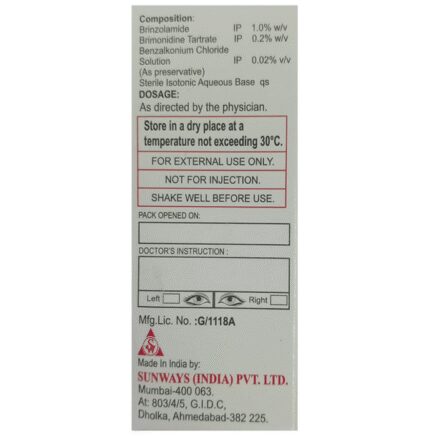 Composition:
Brinzolamide IP 1.0% w/v
Brimonidine Tartrate IP 0.2% w/v
Benzalkonium Chloride
Solution IP 0.02% v/v
(As preservative)
Sterile Isotonic Aqueous Base qs
DOSAGE:
As directed by the physician.
Store in a dry place at a
temperature not exceeding 30°C.
FOR EXTERNAL USE ONLY.
NOT FOR INJECTION.
SHAKE WELL BEFORE USE.
PACK OPENED ON:
DOCTOR'S INSTRUCTION :
Left Right
Mfg.Lic. No. :G/1118A
Made In India by:
SUNWAYS (INDIA) PVT. LTD.
Mumbai-400 063.
At: 803/4/5, G.I.D.C,
Dholka, Ahmedabad-382 225.